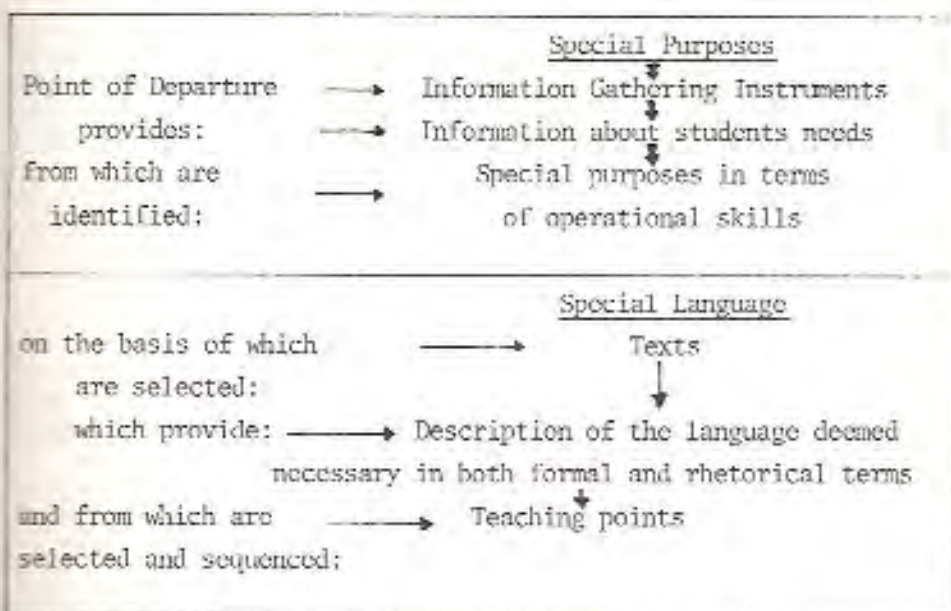 Special Purposes
Point of Departure → Information Gathering Instruments
provides: → Information about students needs
from which are → Special purposes in terms
identified: of operational skills
Special Language
on the basis of which → Texts
are selected:
which provide: → Description of the language deemed
necessary in both formal and rhetorical terms
and from which are → Teaching points
selected and sequenced: